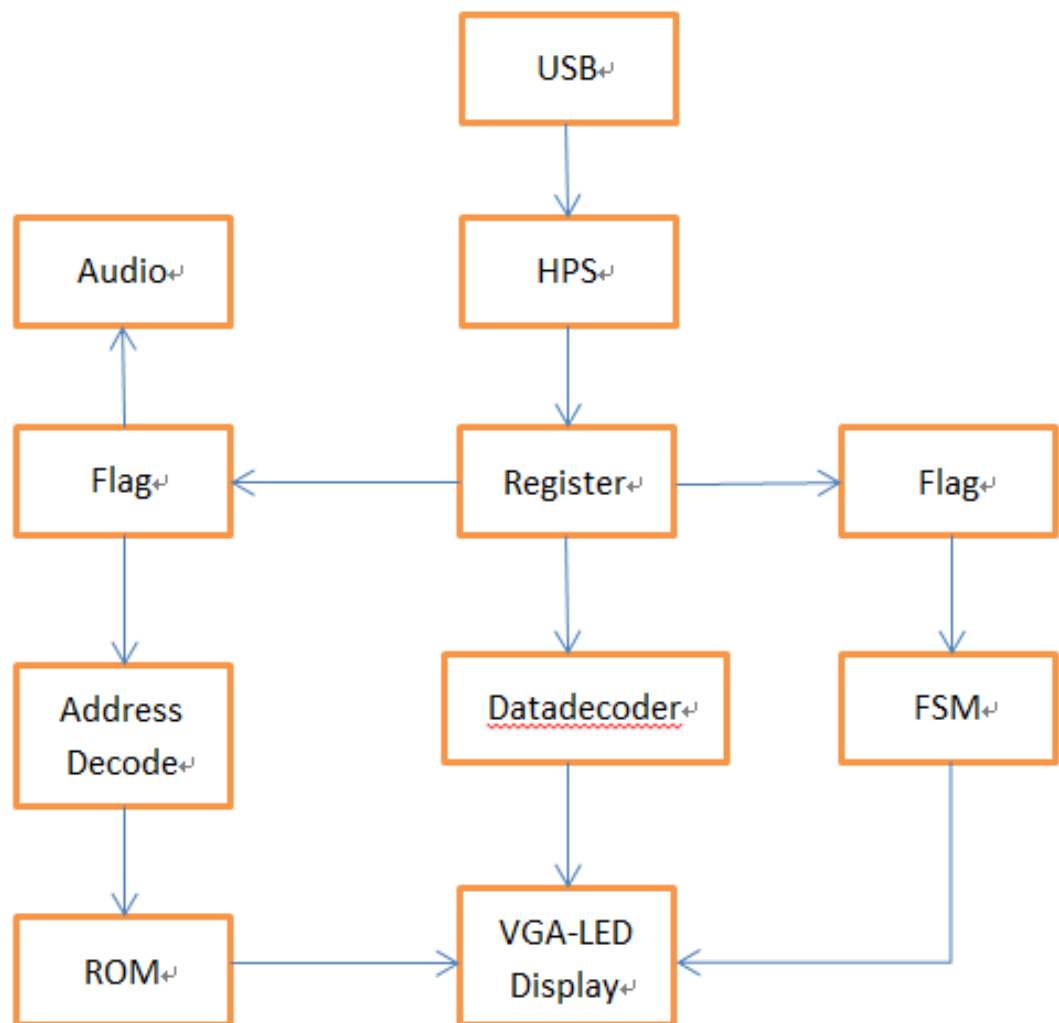 USB
Audio
HPS
Flag
Register
Flag
Address
Decode
Datadecoder
FSM
ROM
VGA-LED
Display